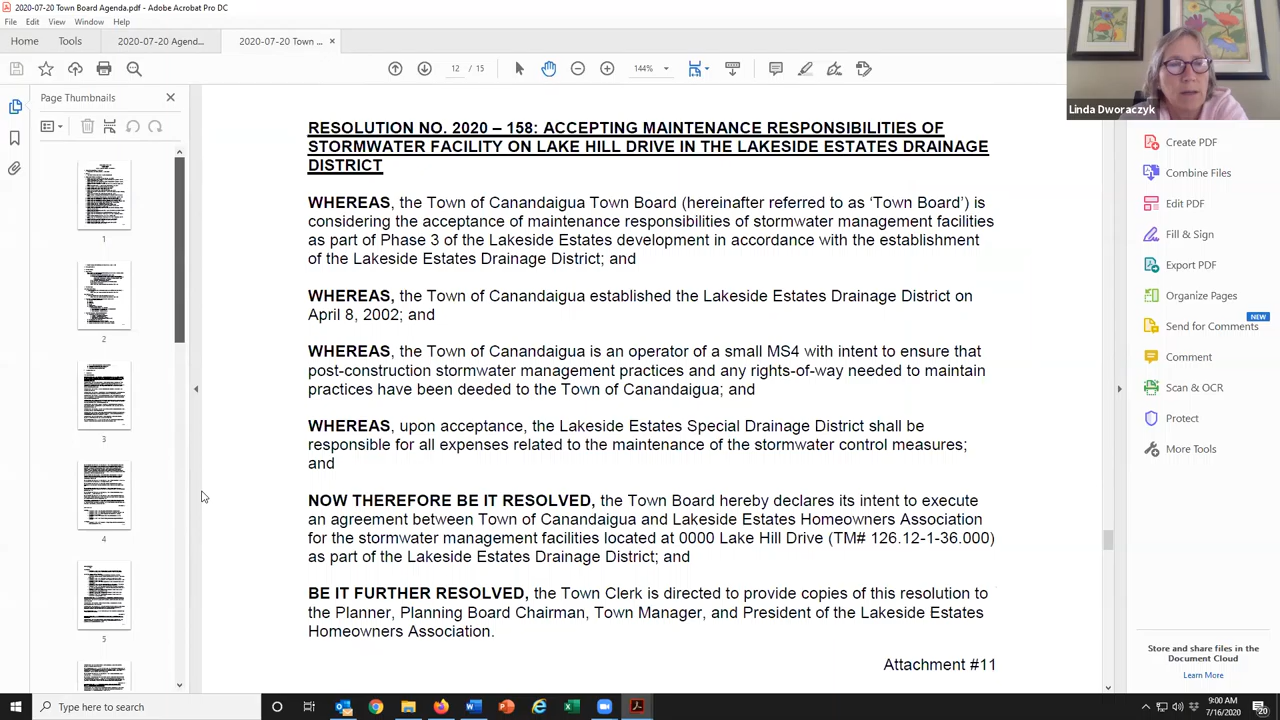 2020-07-20 Town Board Agenda.pdf - Adobe Acrobat Pro DC
File Edit View Window Help
Home Tools 2020-07-20 Agend... 2020-07-20 Town ... ×
12 / 15 144%
Linda Dworaczyk
Page Thumbnails
1
2
3
4
5
RESOLUTION NO. 2020 – 158: ACCEPTING MAINTENANCE RESPONSIBILITIES OF
STORMWATER FACILITY ON LAKE HILL DRIVE IN THE LAKESIDE ESTATES DRAINAGE
DISTRICT
WHEREAS, the Town of Canandaigua Town Board (hereinafter referred to as ‘Town Board’) is
considering the acceptance of maintenance responsibilities of stormwater management facilities
as part of Phase 3 of the Lakeside Estates development in accordance with the establishment
of the Lakeside Estates Drainage District; and
WHEREAS, the Town of Canandaigua established the Lakeside Estates Drainage District on
April 8, 2002; and
WHEREAS, the Town of Canandaigua is an operator of a small MS4 with intent to ensure that
post-construction Stormwater management practices and any rights-of-way needed to maintain
practices have been deeded to the Town of Canandaigua; and
WHEREAS, upon acceptance, the Lakeside Estates Special Drainage District shall be
responsible for all expenses related to the maintenance of the stormwater control measures;
and
NOW THEREFORE BE IT RESOLVED, the Town Board hereby declares its intent to execute
an agreement between Town of Canandaigua and Lakeside Estates Homeowners Association
for the stormwater management facilities located at 0000 Lake Hill Drive (TM# 126.12-1-36.000)
as part of the Lakeside Estates Drainage District; and
BE IT FURTHER RESOLVED, the Town Clerk is directed to provide copies of this resolution to
the Planner, Planning Board Chairman, Town Manager, and President of the Lakeside Estates
Homeowners Association.
Attachment #11
Create PDF
Combine Files
Edit PDF
Fill & Sign
Export PDF
Organize Pages
NEW
Send for Comments
Comment
Scan & OCR
Protect
More Tools
Store and share files in the
Document Cloud
Learn More
Type here to search
9:00 AM
7/16/2020
20